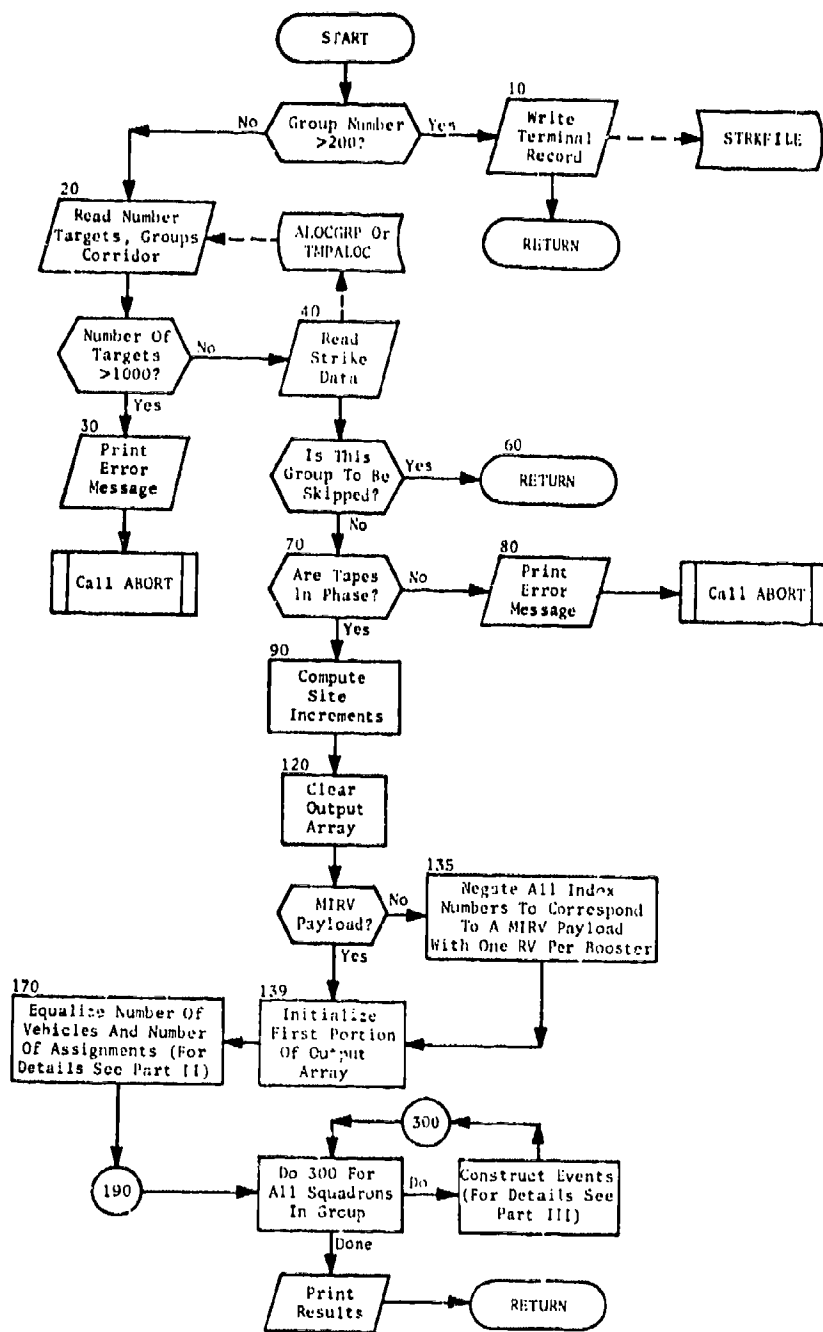 START
10
Group Number
>200?
No
Yes
Write
Terminal
Record
STRKFILE
RETURN
20
Read Number
Targets, Groups
Corridor
ALOCGRP Or
TMPALOC
40
Number Of
Targets
>1000?
No
Read
Strike
Data
Yes
30
Print
Error
Message
Is This
Group To Be
Skipped?
Yes
60
RETURN
No
Call ABORT
70
Are Tapes
In Phase?
No
80
Print
Error
Message
Call ABORT
Yes
90
Compute
Site
Increments
120
Clear
Output
Array
MIRV
Payload?
No
135
Negate All Index
Numbers To Correspond
To A MIRV Payload
With One RV Per Booster
Yes
170
Equalize Number Of
Vehicles And Number
Of Assignments (For
Details See Part II)
139
Initialize
First Portion
Of Output
Array
300
190
Do 300 For
All Squadrons
In Group
Do
Construct Events
(For Details See
Part III)
Done
Print
Results
RETURN